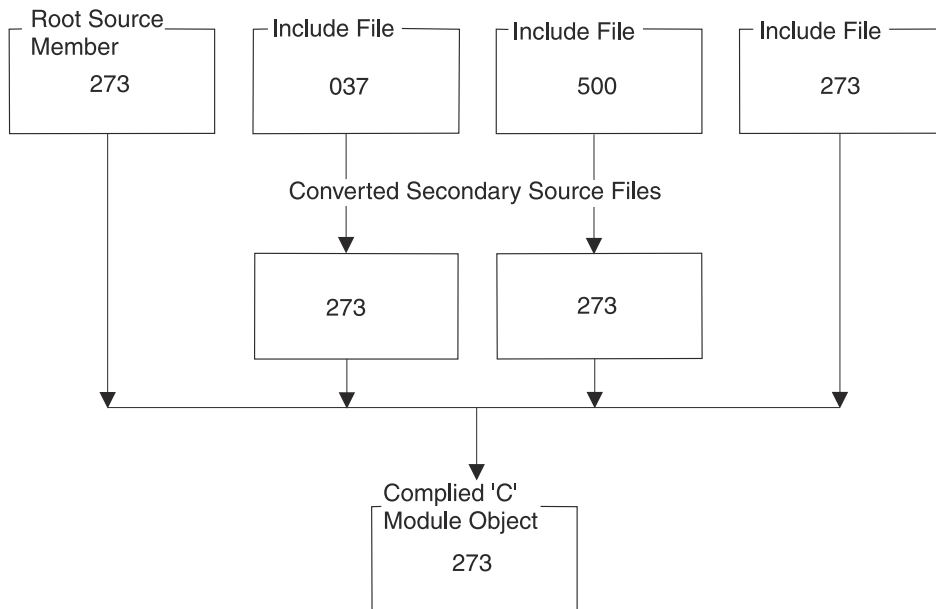 Root Source
Member
273
Include File
037
Include File
500
Include File
273
Converted Secondary Source Files
273
273
Complied 'C'
Module Object
273